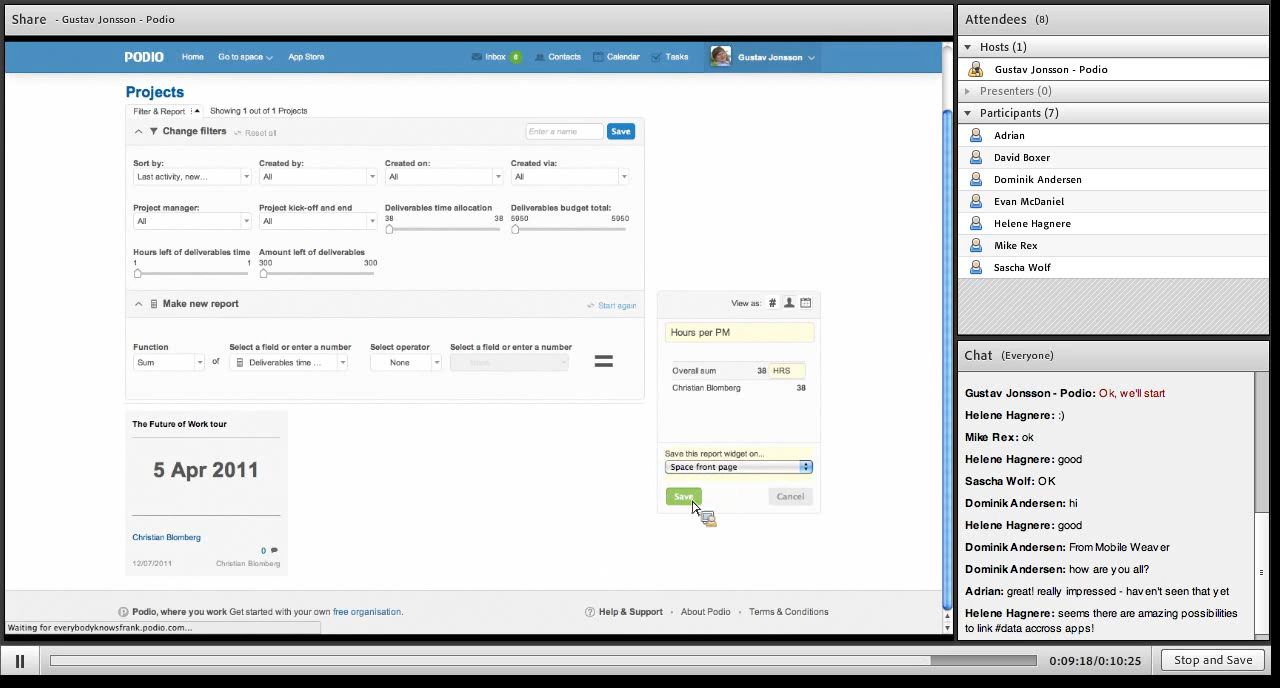 Share - Gustav Jonsson - Podio
PODIO Home Go to space App Store Inbox 6 Contacts Calendar Tasks Gustav Jonsson
Projects
Filter & Report Showing 1 out of 1 Projects
Change filters Reset all Enter a name Save
Sort by: Created by: Created on: Created via:
Last activity, new... All All All
Project manager: Project kick-off and end Deliverables time allocation Deliverables budget total:
All All 38 38 5950 5950
Hours left of deliverables time Amount left of deliverables
1 1 300 300
Make new report Start again
Function Select a field or enter a number Select operator Select a field or enter a number
Sum of Deliverables time ... None None
View as: #
Hours per PM
Overall sum 38 HRS
Christian Blomberg 38
Save this report widget on...
Space front page
Save Cancel
The Future of Work tour
5 Apr 2011
Christian Blomberg
0
12/07/2011 Christian Blomberg
Podio, where you work Get started with your own free organisation. Help & Support · About Podio · Terms & Conditions
Waiting for everybodyknowsfrank.podio.com...
Attendees (8)
Hosts (1)
Gustav Jonsson - Podio
Presenters (0)
Participants (7)
Adrian
David Boxer
Dominik Andersen
Evan McDaniel
Helene Hagnere
Mike Rex
Sascha Wolf
Chat (Everyone)
Gustav Jonsson - Podio: Ok, we'll start
Helene Hagnere: :)
Mike Rex: ok
Helene Hagnere: good
Sascha Wolf: OK
Dominik Andersen: hi
Helene Hagnere: good
Dominik Andersen: From Mobile Weaver
Dominik Andersen: how are you all?
Adrian: great! really impressed - haven't seen that yet
Helene Hagnere: seems there are amazing possibilities
to link #data accross apps!
0:09:18/0:10:25 Stop and Save